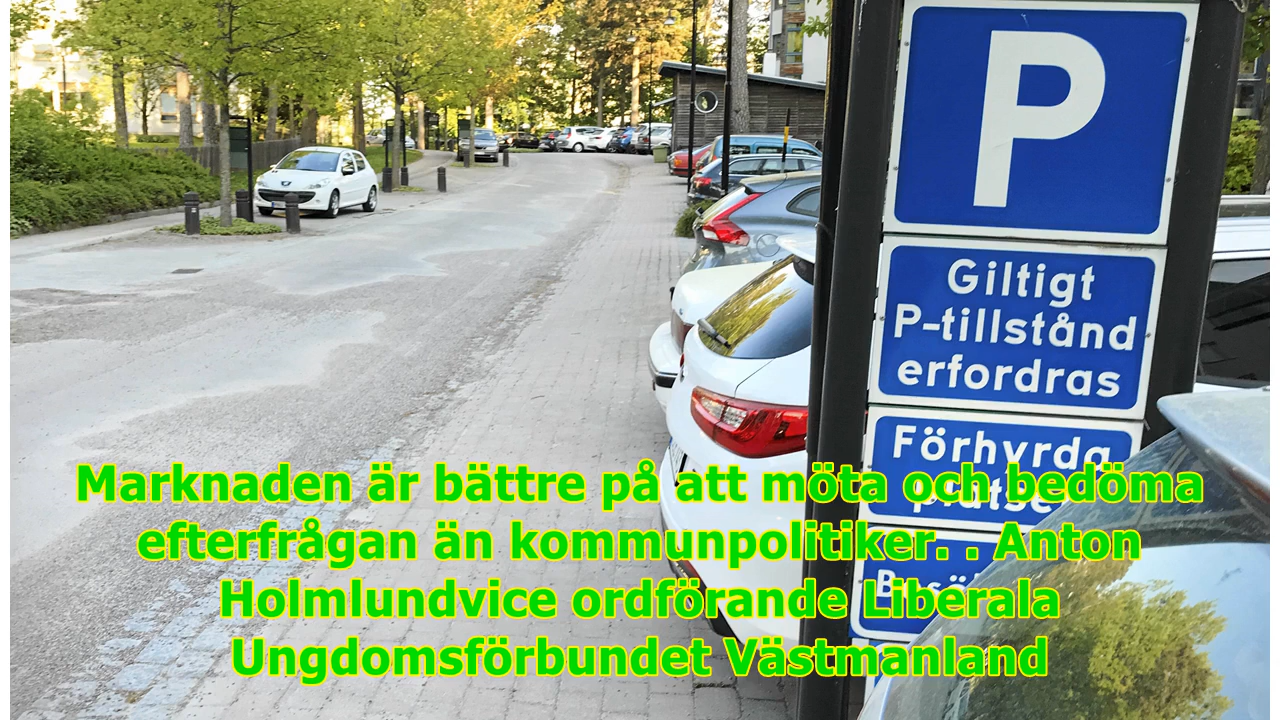 P
Giltigt
P-tillstånd
erfordras
Förhyrda
Marknaden är bättre på att möta och bedöma
efterfrågan än kommunpolitiker. . Anton
Holmlundvice ordförande Liberala
Ungdomsförbundet Västmanland